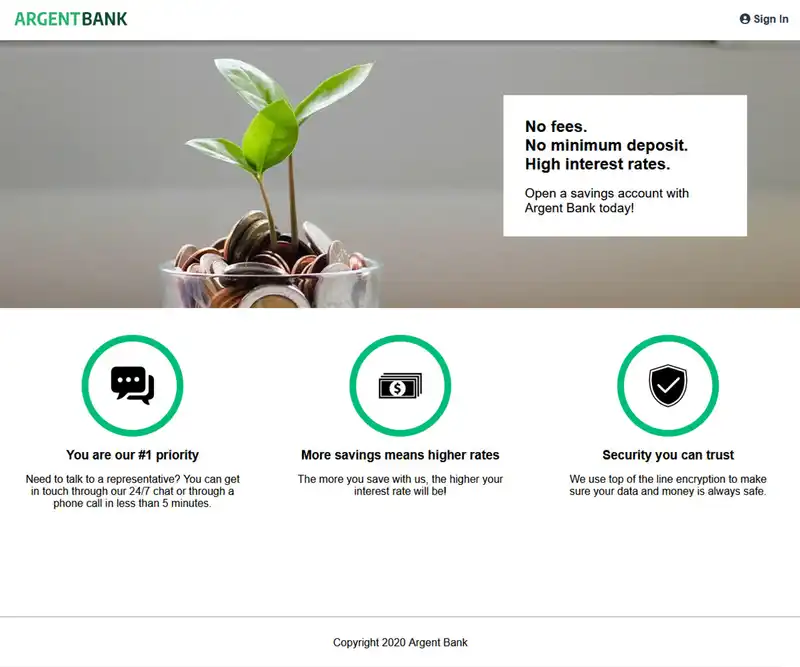 ARGENTBANK
Sign In
No fees.
No minimum deposit.
High interest rates.
Open a savings account with
Argent Bank today!
$
You are our #1 priority
Need to talk to a representative? You can get
in touch through our 24/7 chat or through a
phone call in less than 5 minutes.
More savings means higher rates
The more you save with us, the higher your
interest rate will be!
Security you can trust
We use top of the line encryption to make
sure your data and money is always safe.
Copyright 2020 Argent Bank